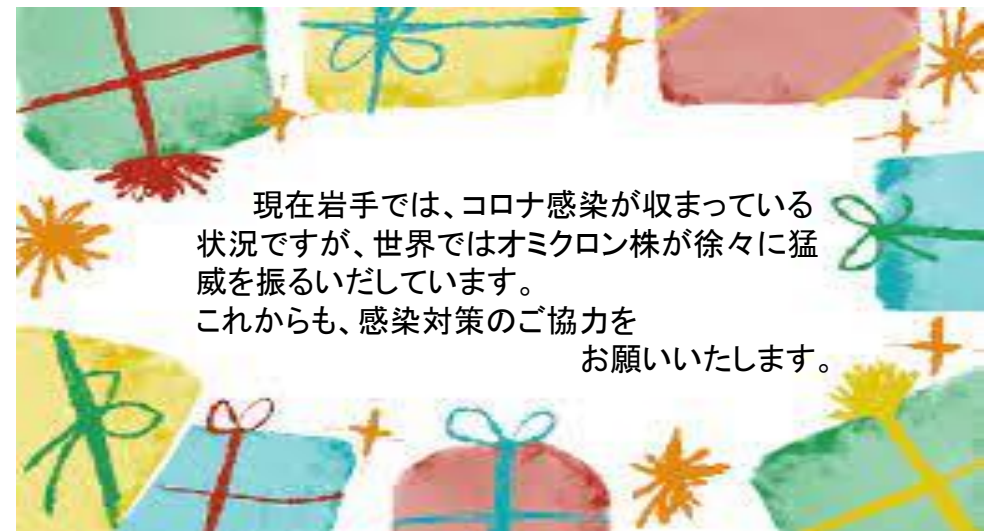 現在岩手では、コロナ感染が収まっている
状況ですが、世界ではオミクロン株が徐々に猛
威を振るいだしています。
これからも、感染対策のご協力を
お願いいたします。